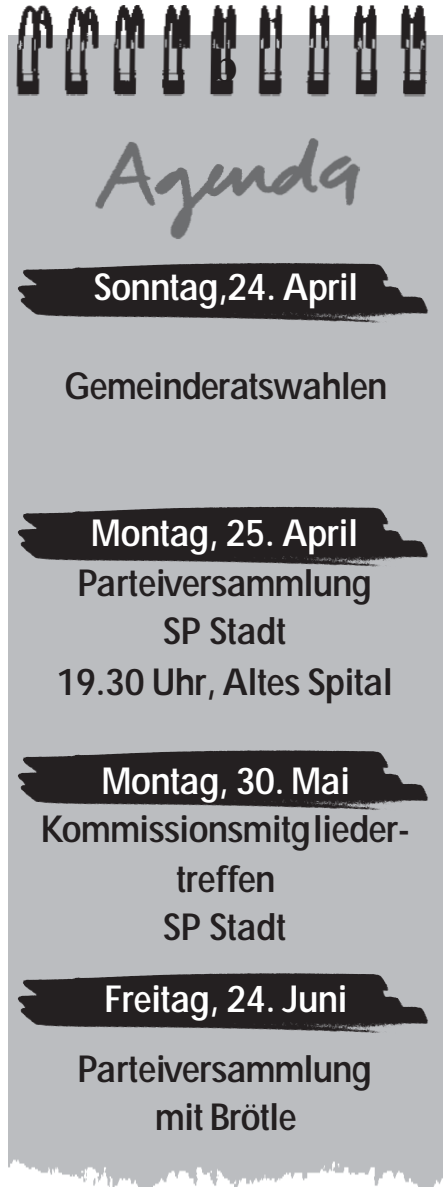 b
Agenda
Sonntag,24. April
Gemeinderatswahlen
Montag, 25. April
Parteiversammlung
SP Stadt
19.30 Uhr, Altes Spital
Montag, 30. Mai
Kommissionsmitglieder-
treffen
SP Stadt
Freitag, 24. Juni
Parteiversammlung
mit Brötle